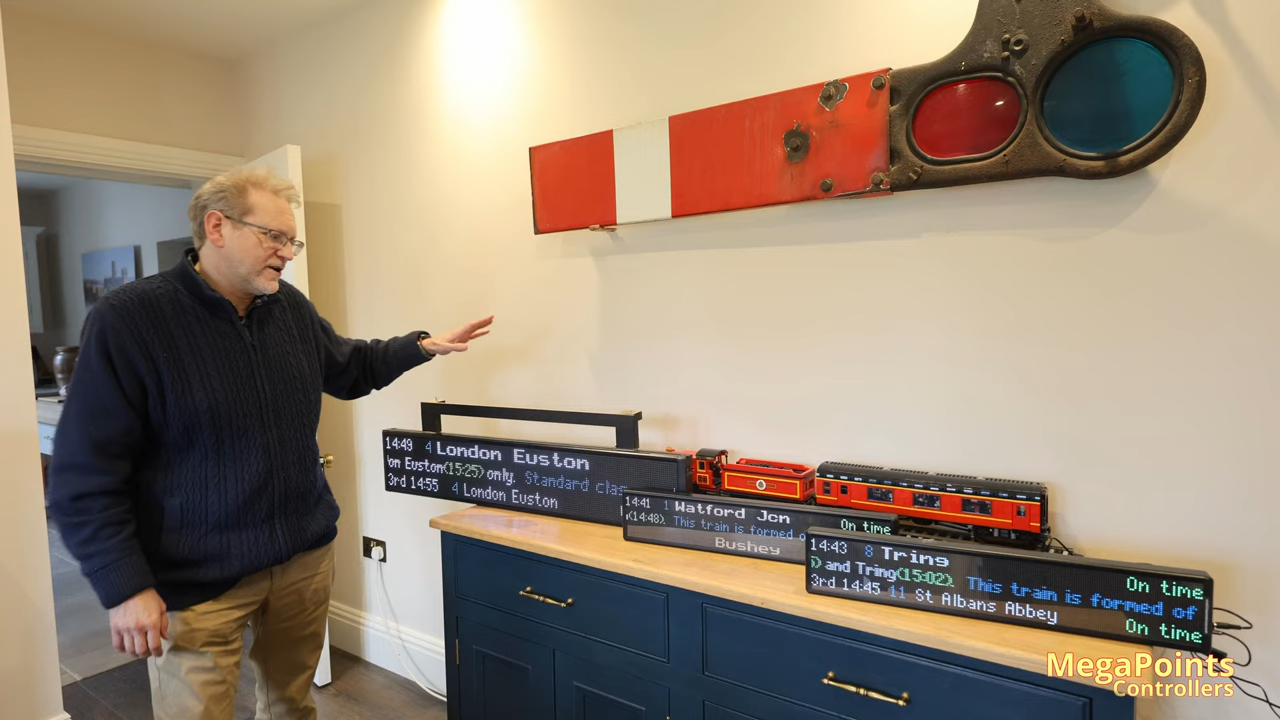 14:49 4 London Euston
on Euston(15:25) only. Standard clas
3rd 14:55 4 London Euston
14:41 1 Watford Jcn On time
(14:48). This train is formed o
Bushey
14:43 8 Tring On time
and Tring(15:02). This train is formed of
3rd 14:45 11 St Albans Abbey On time
MegaPoints
Controllers